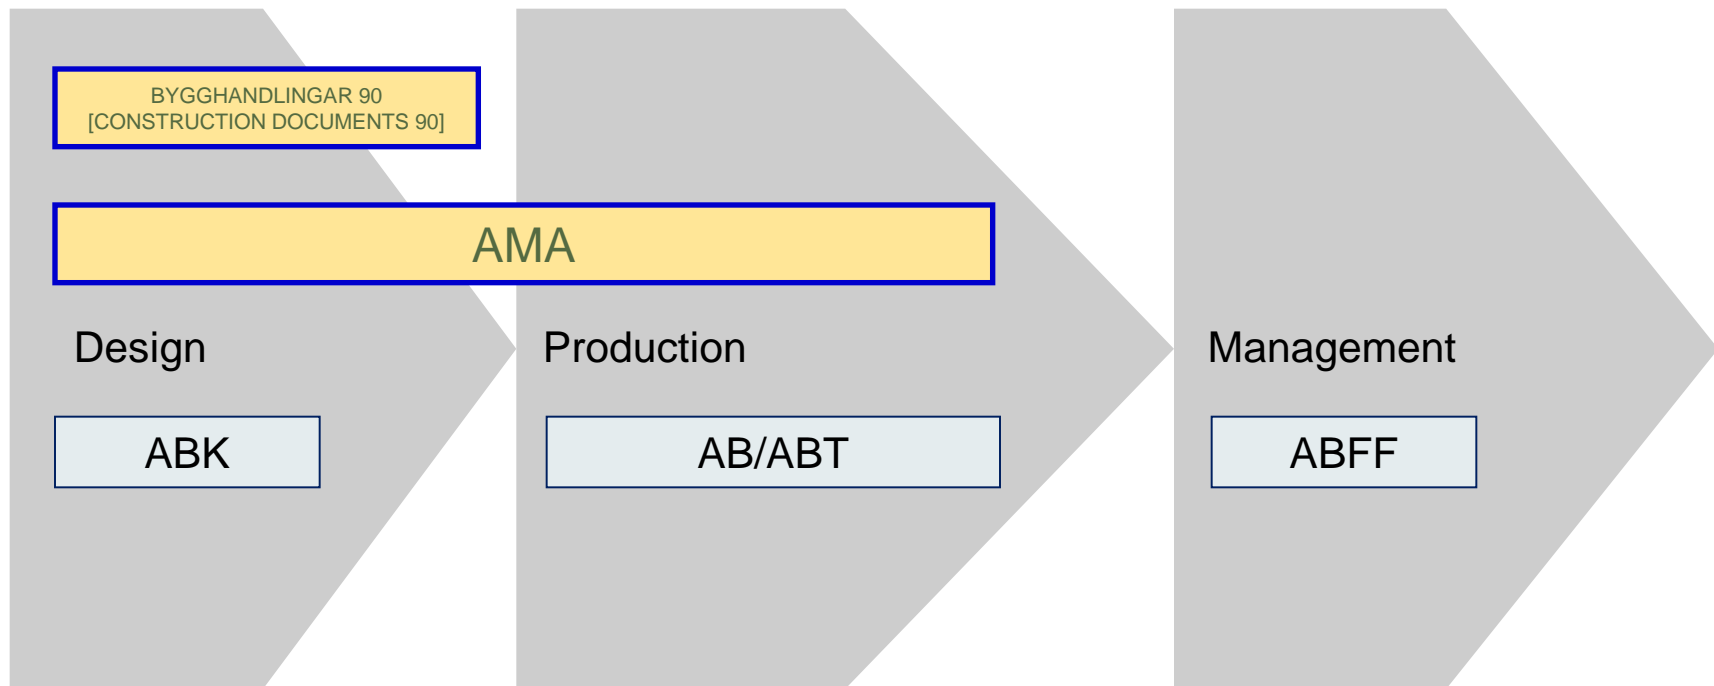 BYGGHANDLINGAR 90
[CONSTRUCTION DOCUMENTS 90]
AMA
Design
Production
Management
ABK
AB/ABT
ABFF